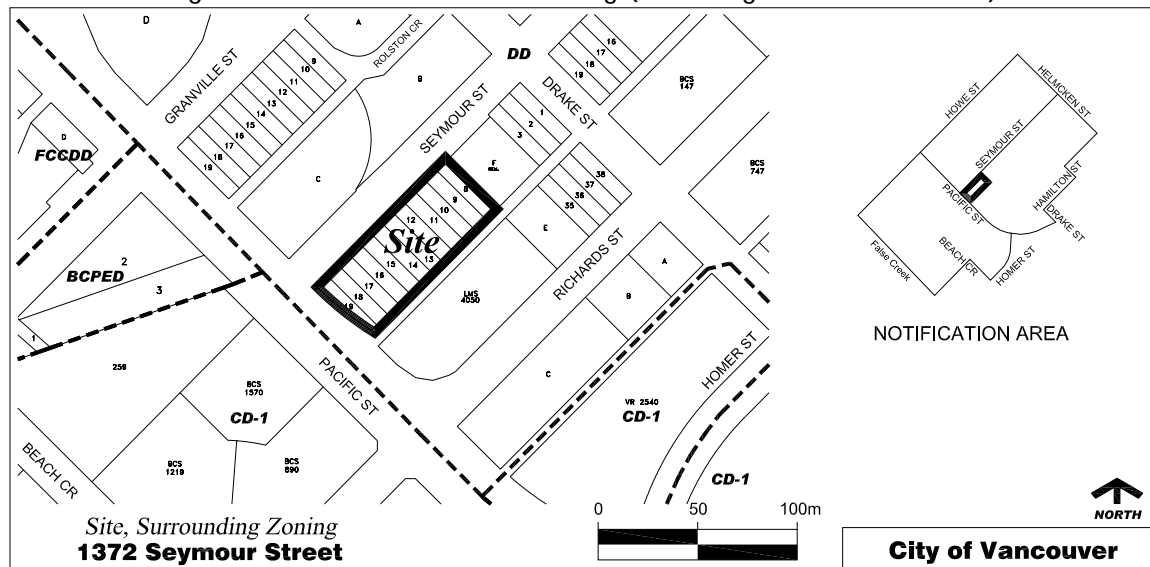 D
A
ROLSTON CR
GRANVILLE ST
9
10
11
12
13
14
15
16
17
18
19
B
DD
16
17
18
19
BCS
147
DRAKE ST
SEYMOUR ST
1
2
3
D
FCCDD
C
F
8
9
10
11
12
Site
13
14
15
16
17
18
19
38
37
36
35
BCS
747
E
RICHARDS ST
A
B
LMS
4050
2
BCPED
3
1
259
PACIFIC ST
C
HOMER ST
BCS
1570
CD-1
VR 2540
CD-1
BEACH CR
BCS
1219
BCS
890
CD-1
HOWE ST
HELMCKEN ST
SEYMOUR ST
HAMILTON ST
PACIFIC ST
DRAKE ST
BEACH CR
HOMER ST
False Creek
NOTIFICATION AREA
Site, Surrounding Zoning
1372 Seymour Street
0 50 100m
NORTH
City of Vancouver